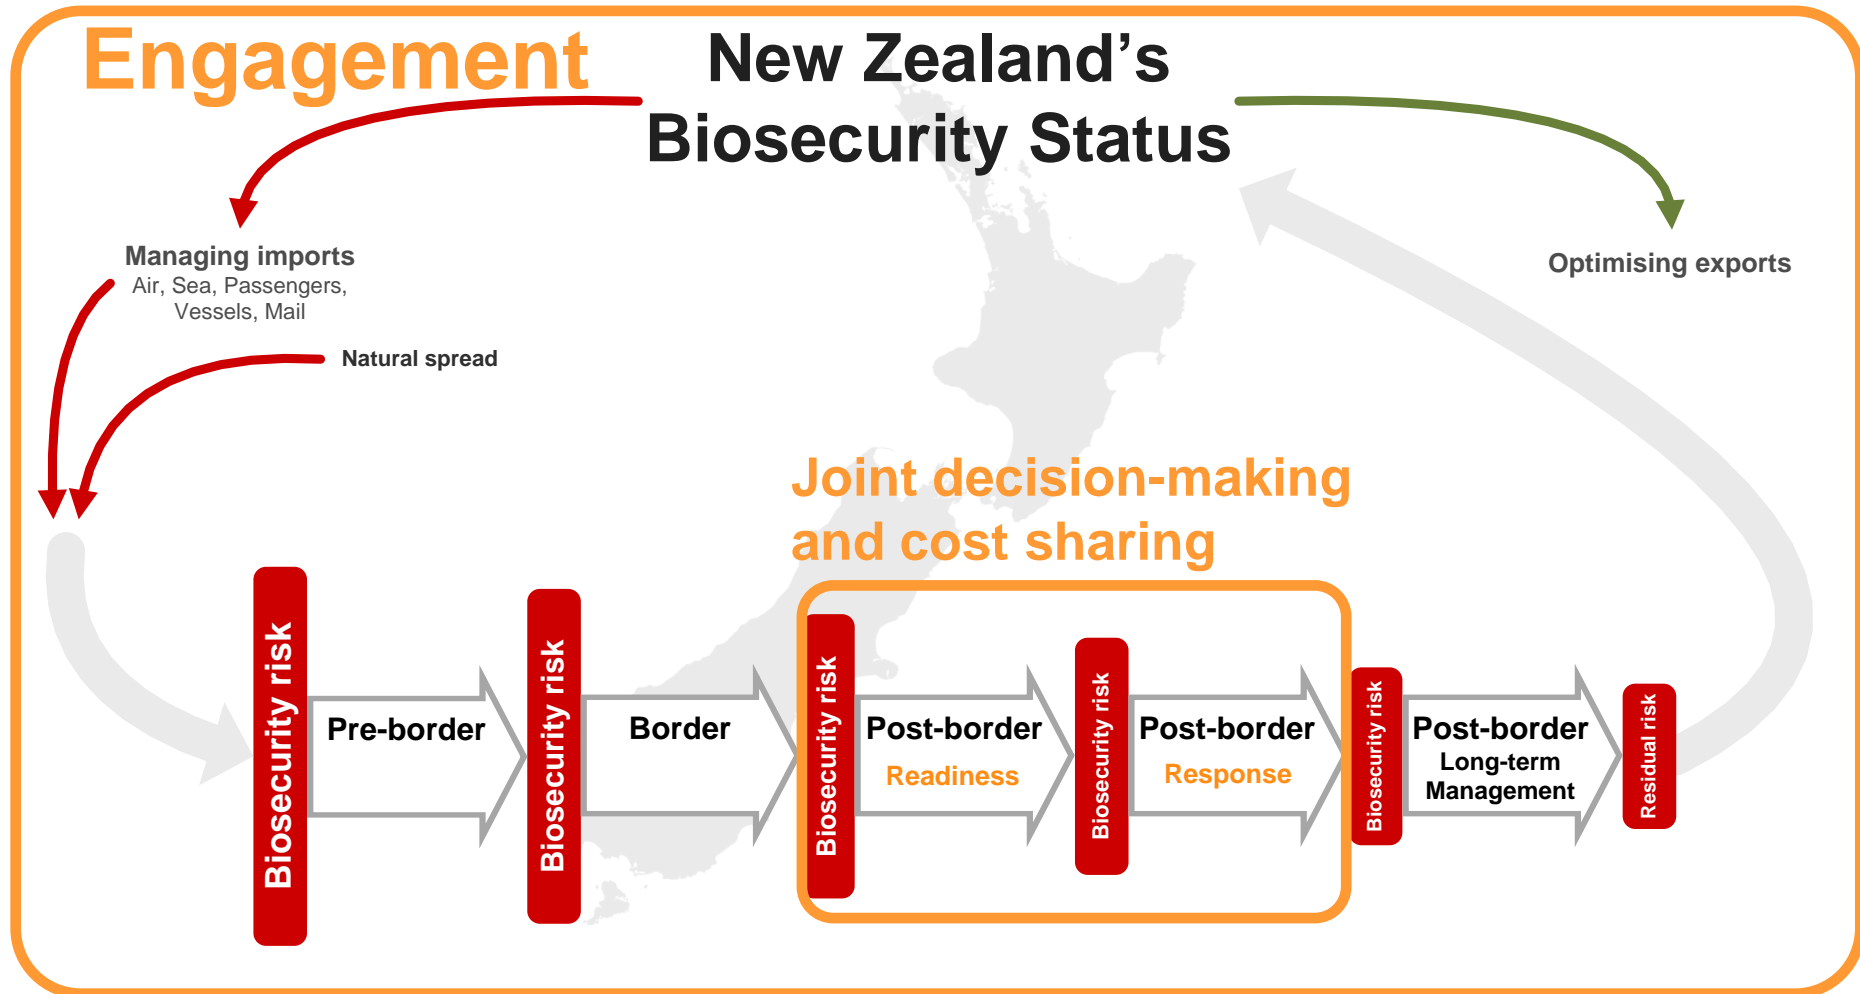 Engagement
New Zealand’s
Biosecurity Status
Managing imports
Air, Sea, Passengers,
Vessels, Mail
Natural spread
Optimising exports
Joint decision-making
and cost sharing
Biosecurity risk
Pre-border
Biosecurity risk
Border
Biosecurity risk
Post-border
Readiness
Biosecurity risk
Post-border
Response
Biosecurity risk
Post-border
Long-term
Management
Residual risk